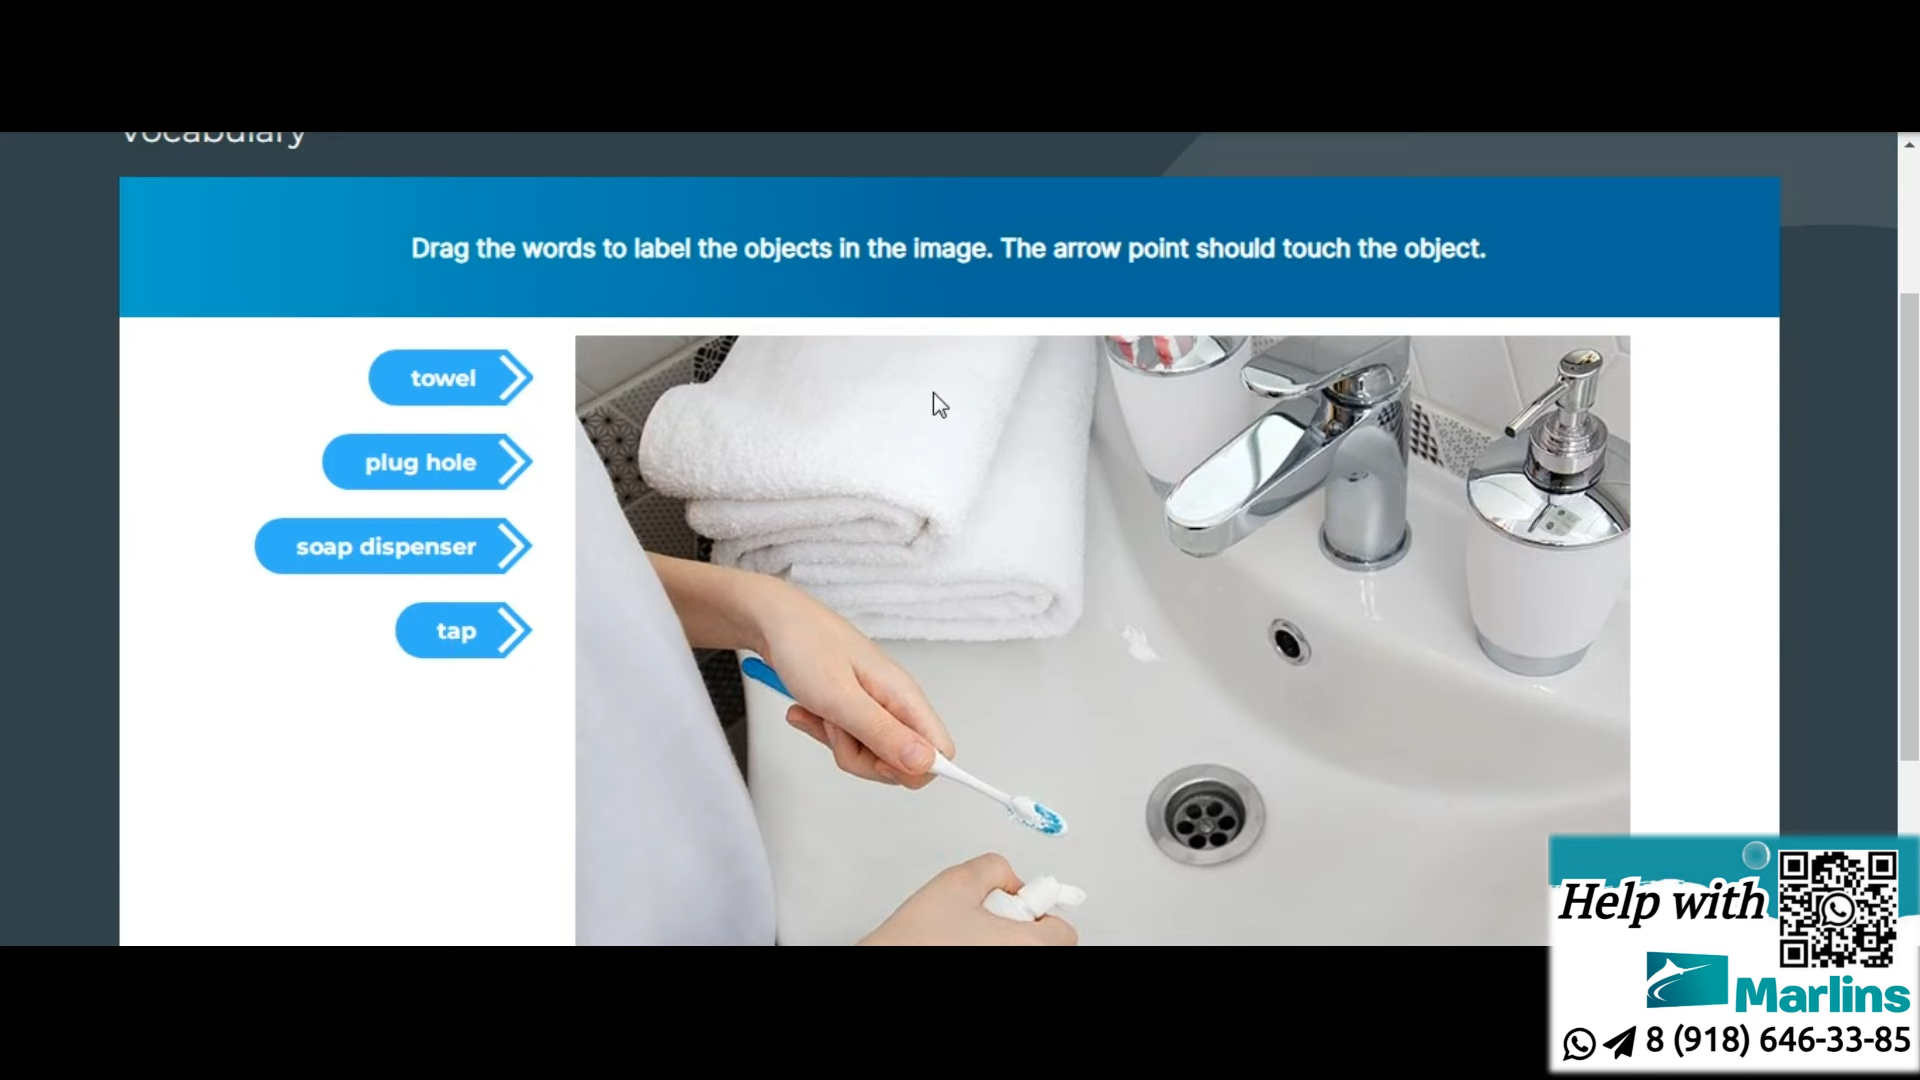 Vocabulary
Drag the words to label the objects in the image. The arrow point should touch the object.
towel
plug hole
soap dispenser
tap
Help with
Marlins
8 (918) 646-33-85